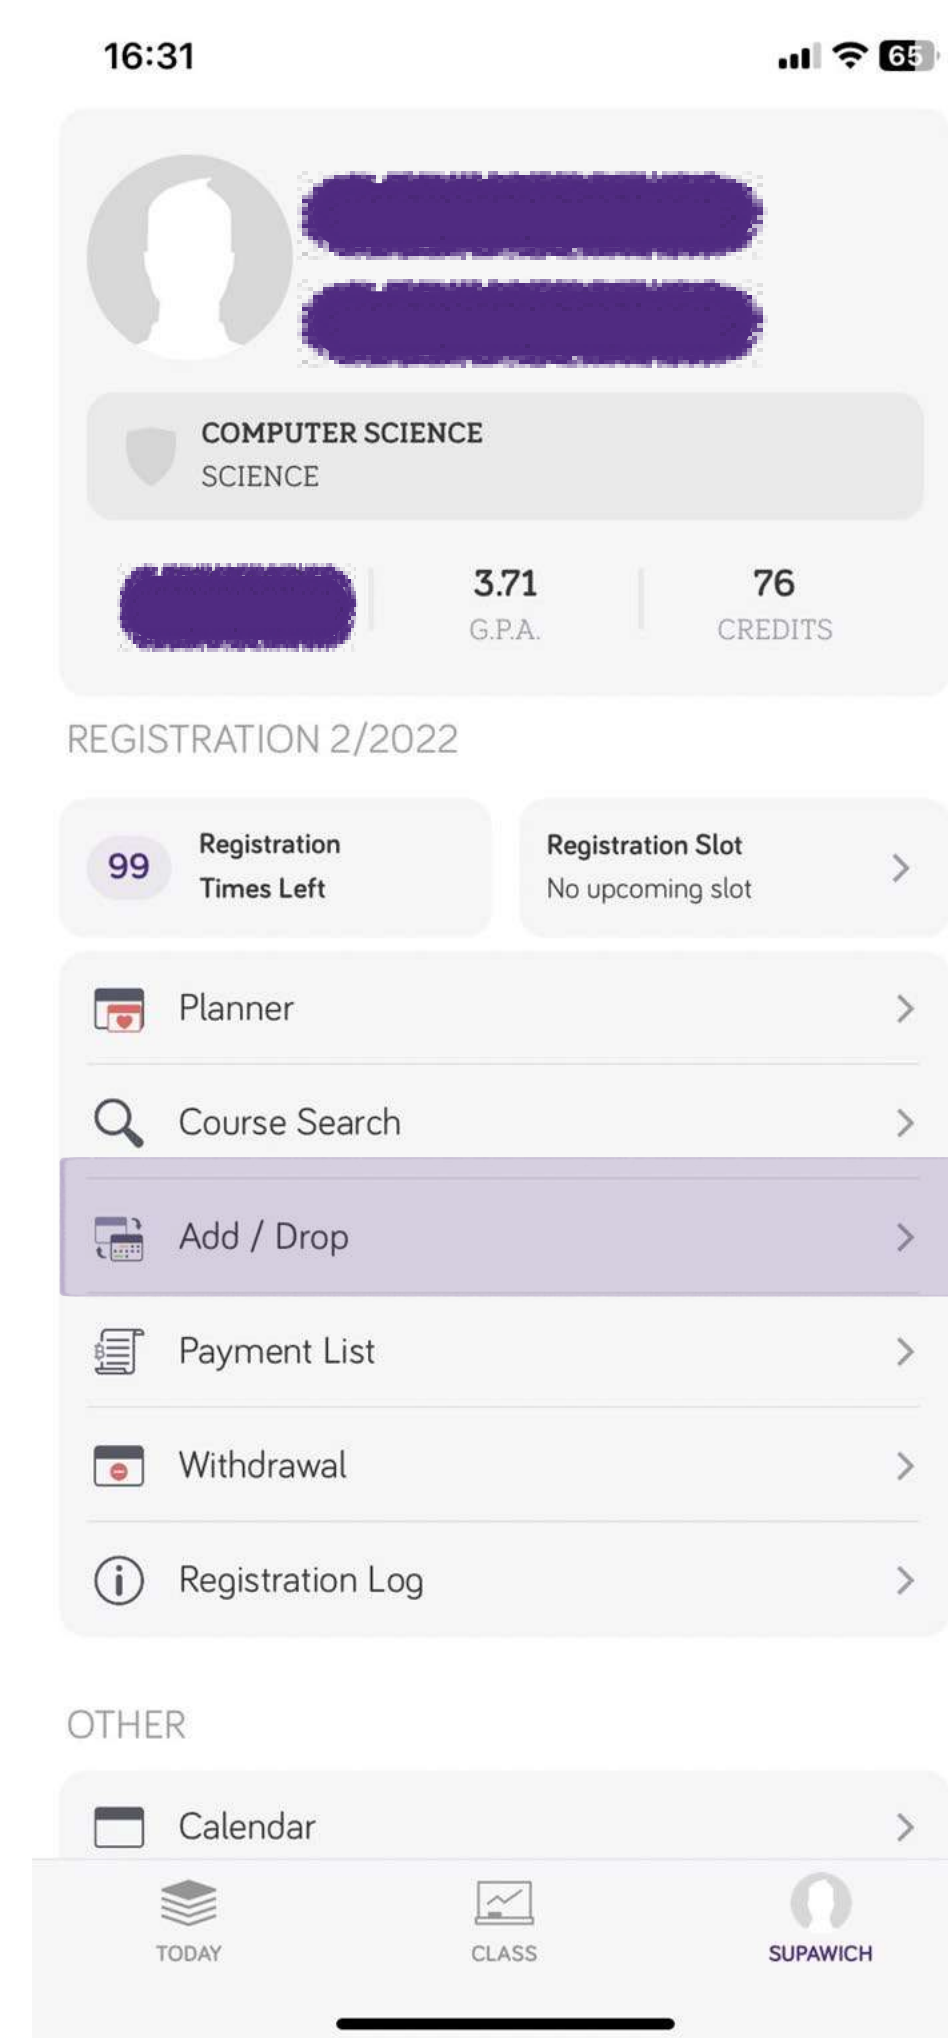 16:31
65
COMPUTER SCIENCE
SCIENCE
3.71
G.P.A.
76
CREDITS
REGISTRATION 2/2022
99
Registration
Times Left
Registration Slot
No upcoming slot
Planner
Course Search
Add / Drop
Payment List
Withdrawal
Registration Log
OTHER
Calendar
TODAY
CLASS
SUPAWICH